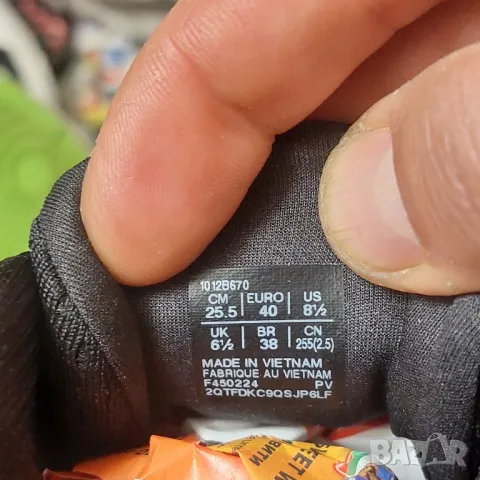 1012B670
CM EURO US
25.5 40 8½
UK BR CN
6½ 38 255(2.5)
MADE IN VIETNAM
FABRIQUE AU VIETNAM
F450224 PV
2QTFDKC9QSJP6LF
BAZAR